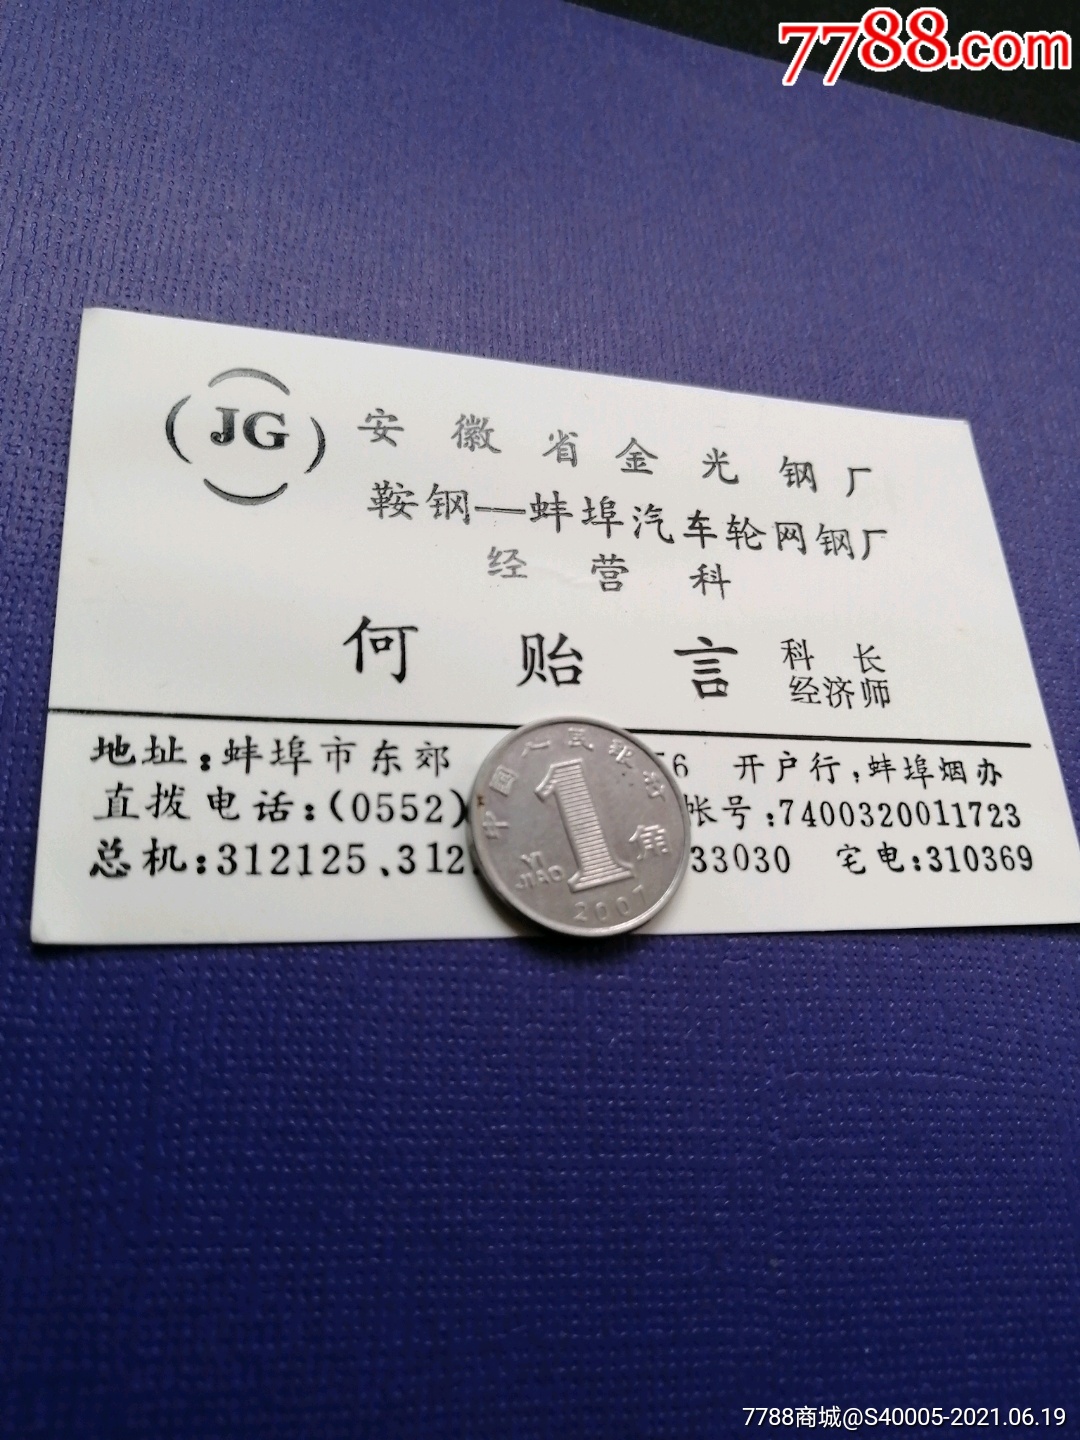 7788.com
JG
安徽省金光钢厂
鞍钢—蚌埠汽车轮网钢厂
经营科
何贻言 科长
经济师
地址:蚌埠市东郊 6 开户行:蚌埠烟办
直拨电话:(0552) 帐号:7400320011723
总机:312125、312 33030 宅电:310369
中国人民银行
1角
YI JIAO
2007
7788商城@S40005-2021.06.19